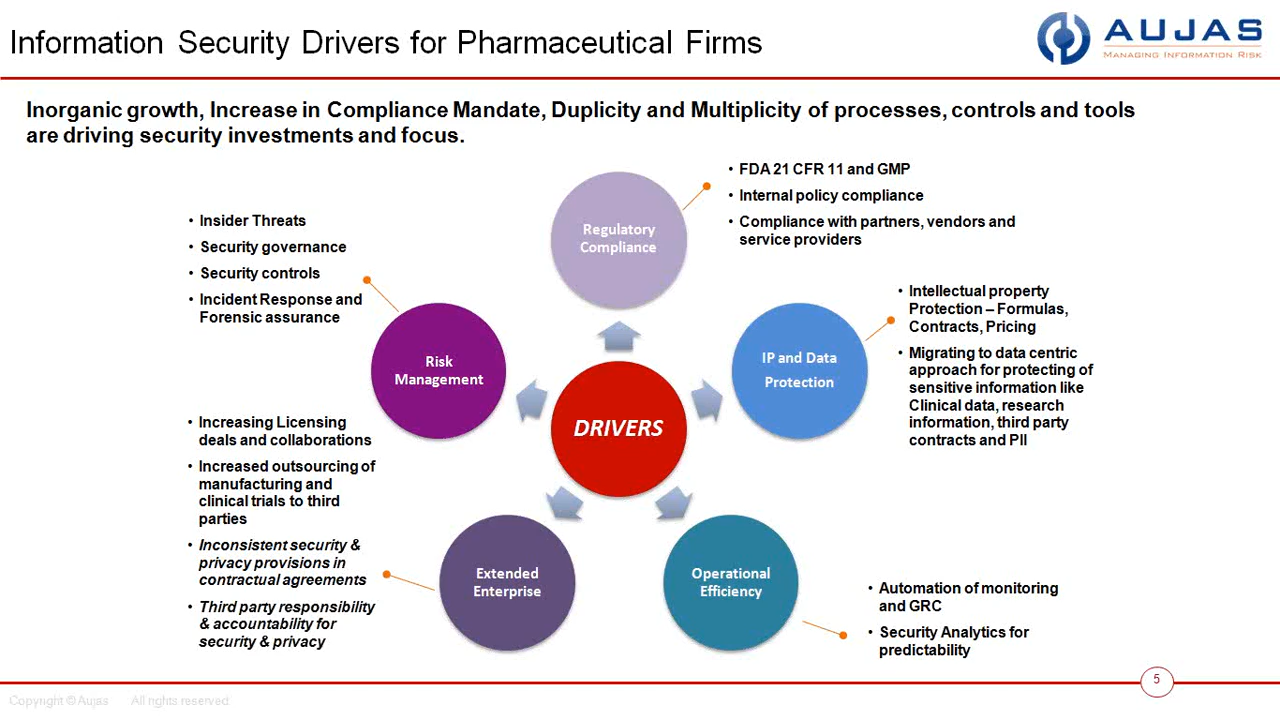 Information Security Drivers for Pharmaceutical Firms
AUJAS
MANAGING INFORMATION RISK
Inorganic growth, Increase in Compliance Mandate, Duplicity and Multiplicity of processes, controls and tools
are driving security investments and focus.
Regulatory
Compliance
• FDA 21 CFR 11 and GMP
• Internal policy compliance
• Compliance with partners, vendors and
service providers
• Insider Threats
• Security governance
• Security controls
• Incident Response and
Forensic assurance
Risk
Management
IP and Data
Protection
• Intellectual property
Protection – Formulas,
Contracts, Pricing
• Migrating to data centric
approach for protecting of
sensitive information like
Clinical data, research
information, third party
contracts and PII
DRIVERS
• Increasing Licensing
deals and collaborations
• Increased outsourcing of
manufacturing and
clinical trials to third
parties
• Inconsistent security &
privacy provisions in
contractual agreements
• Third party responsibility
& accountability for
security & privacy
Extended
Enterprise
Operational
Efficiency
• Automation of monitoring
and GRC
• Security Analytics for
predictability
5
Copyright © Aujas All rights reserved.